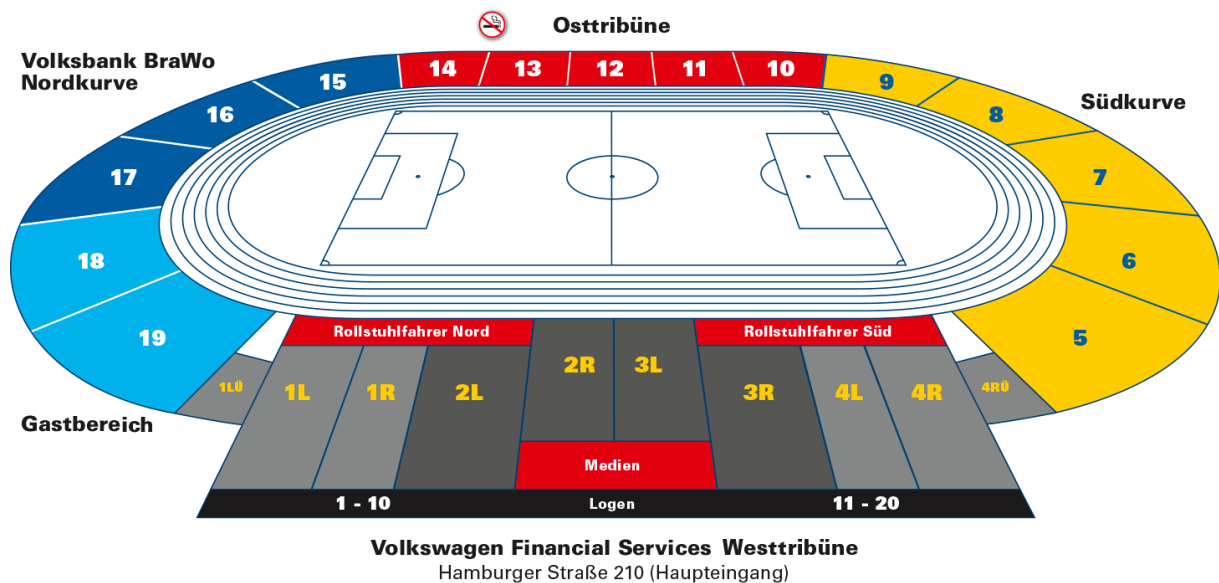 Osttribüne
Volksbank BraWo
Nordkurve
Südkurve
14 13 12 11 10
15 9
16 8
17 7
18 6
19 5
Rollstuhlfahrer Nord Rollstuhlfahrer Süd
1LÜ 1L 1R 2L 2R 3L 3R 4L 4R 4RÜ
Gastbereich
Medien
1 - 10 Logen 11 - 20
Volkswagen Financial Services Westtribüne
Hamburger Straße 210 (Haupteingang)